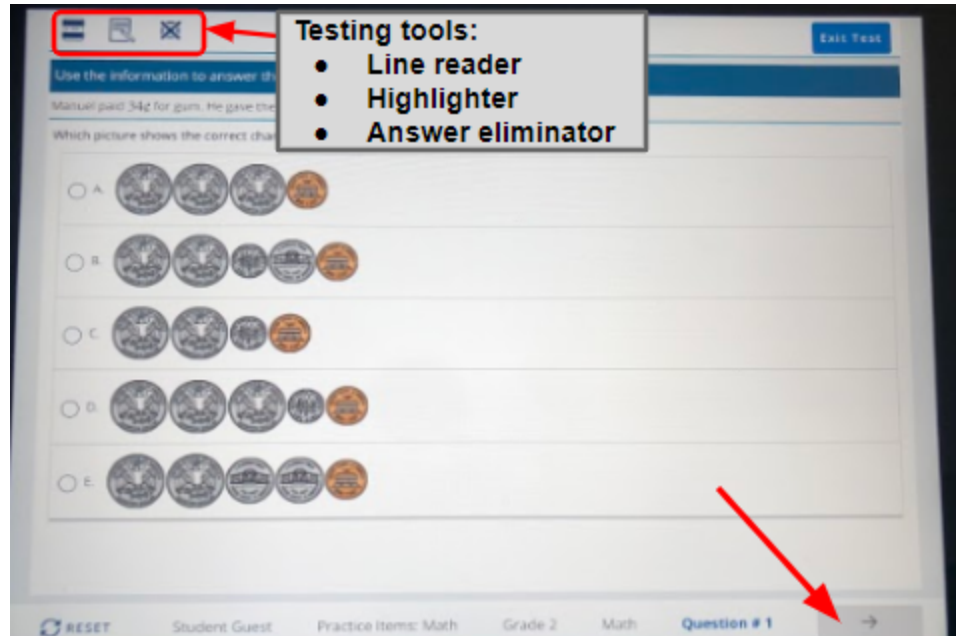 Testing tools:
● Line reader
● Highlighter
● Answer eliminator
Exit Test
Use the information to answer th
Manuel paid 34¢ for gum. He gave the
Which picture shows the correct cha
A.
B.
C.
D.
E.
RESET
Student Guest
Practice Items: Math
Grade 2
Math
Question # 1